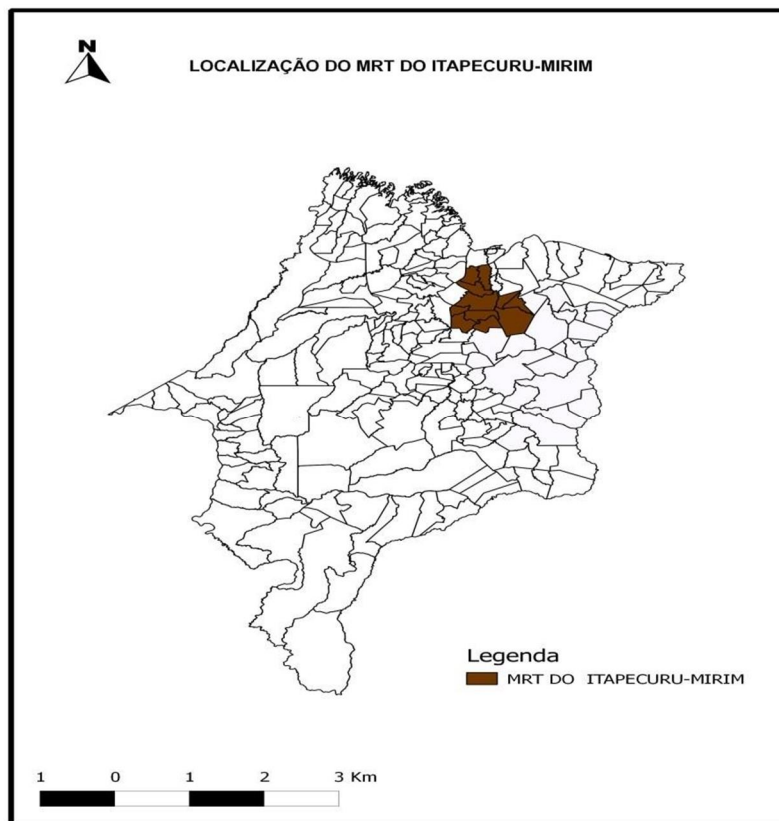 N
LOCALIZAÇÃO DO MRT DO ITAPECURU-MIRIM
Legenda
MRT DO ITAPECURU-MIRIM
1 0 1 2 3 Km